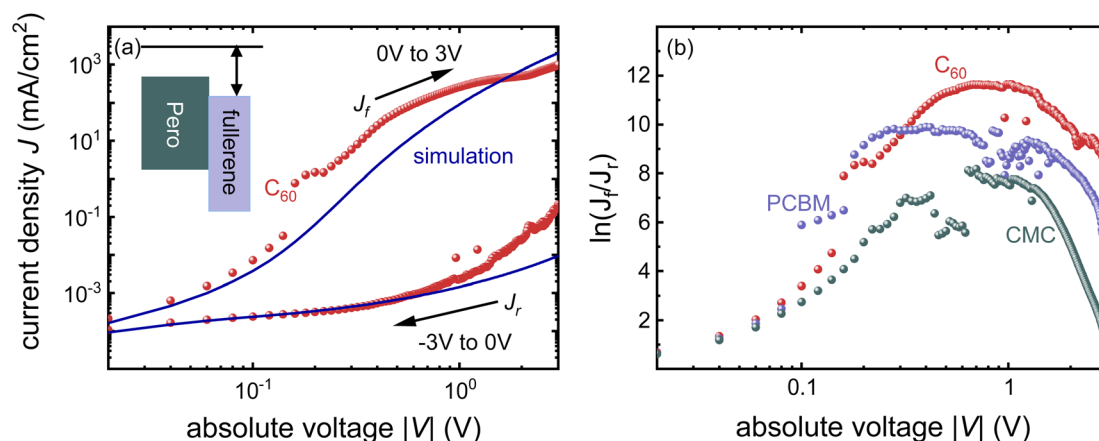 (a)
0V to 3V
J_f
Pero
fullerene
simulation
C₆₀
J_r
-3V to 0V
10³
10¹
10⁻¹
10⁻³
10⁻¹
10⁰
current density J (mA/cm²)
absolute voltage |V| (V)
(b)
C₆₀
PCBM
CMC
12
10
8
6
4
2
0.1
1
ln(J_f/J_r)
absolute voltage |V| (V)